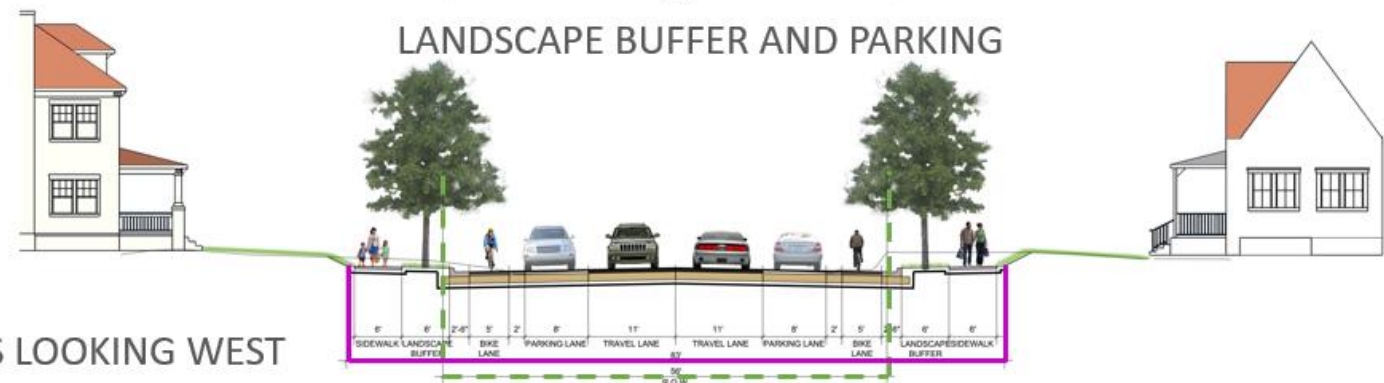 LANDSCAPE BUFFER AND PARKING
6' 6' 2'-6" 5' 2' 8' 11' 11' 8' 2' 5' 2'-6" 6' 6'
SIDEWALK LANDSCAPE BUFFER BIKE LANE PARKING LANE TRAVEL LANE TRAVEL LANE PARKING LANE BIKE LANE LANDSCAPE BUFFER SIDEWALK
83'
56'
R.O.W.
S LOOKING WEST